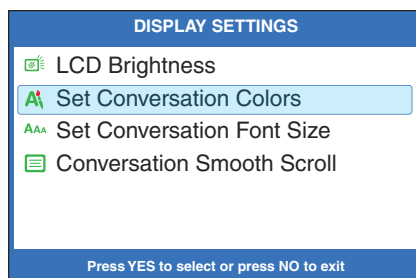 DISPLAY SETTINGS
LCD Brightness
Set Conversation Colors
Set Conversation Font Size
Conversation Smooth Scroll
Press YES to select or press NO to exit